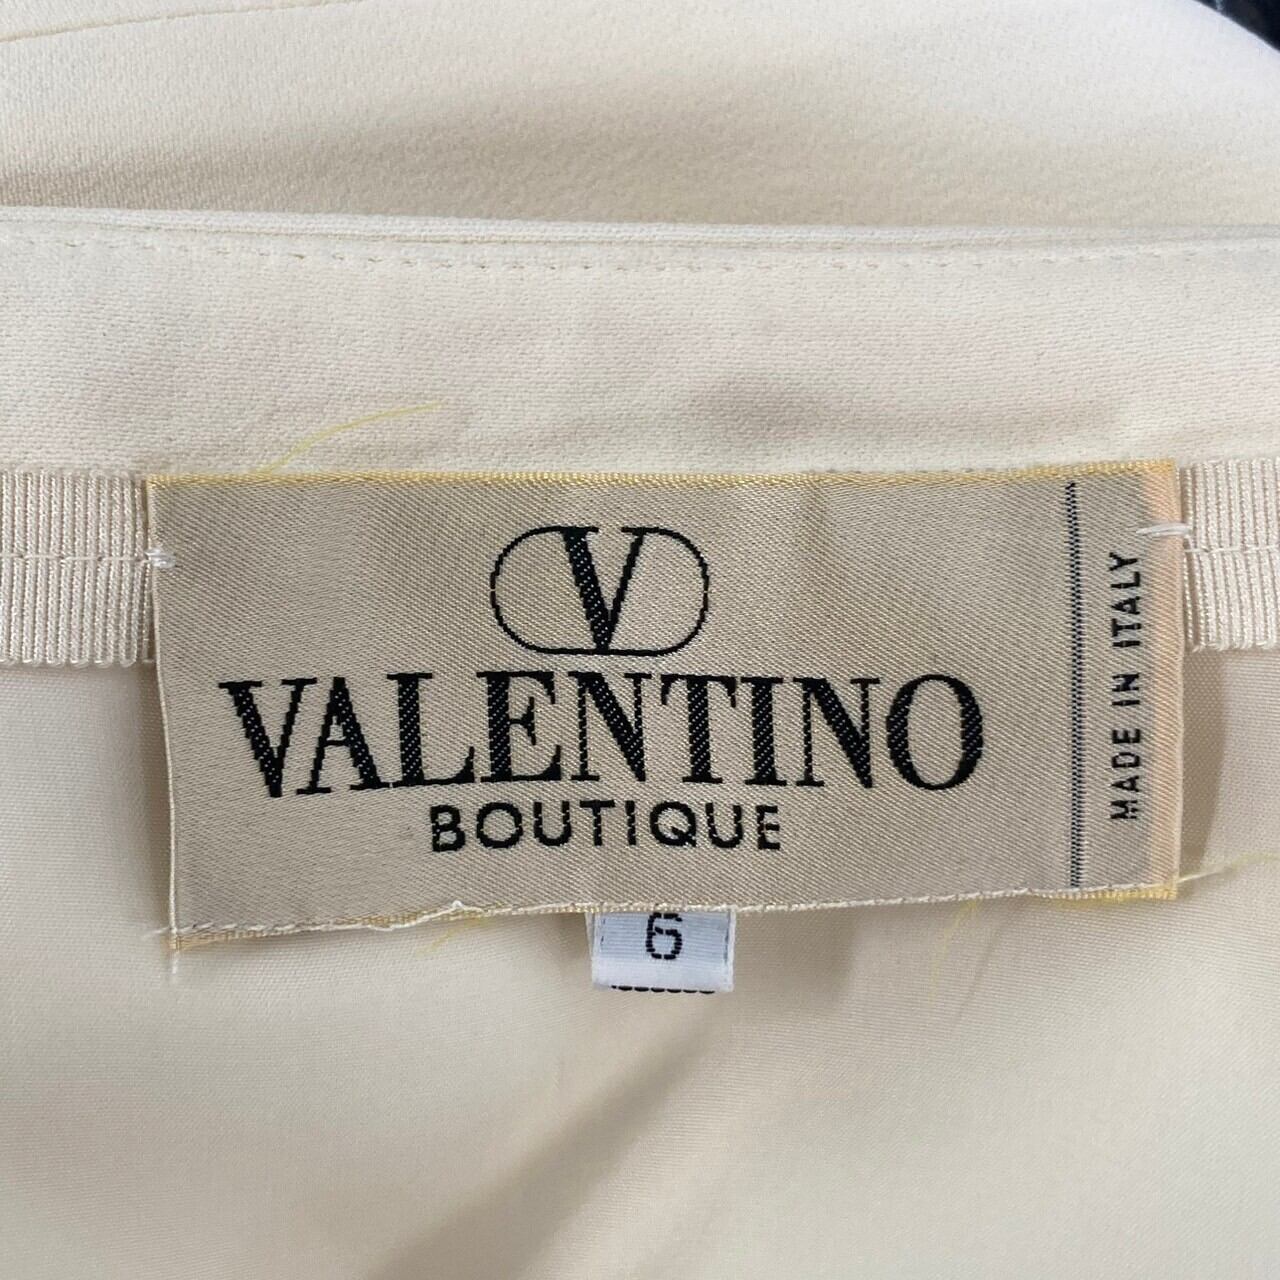 V
VALENTINO
BOUTIQUE
MADE IN ITALY
6